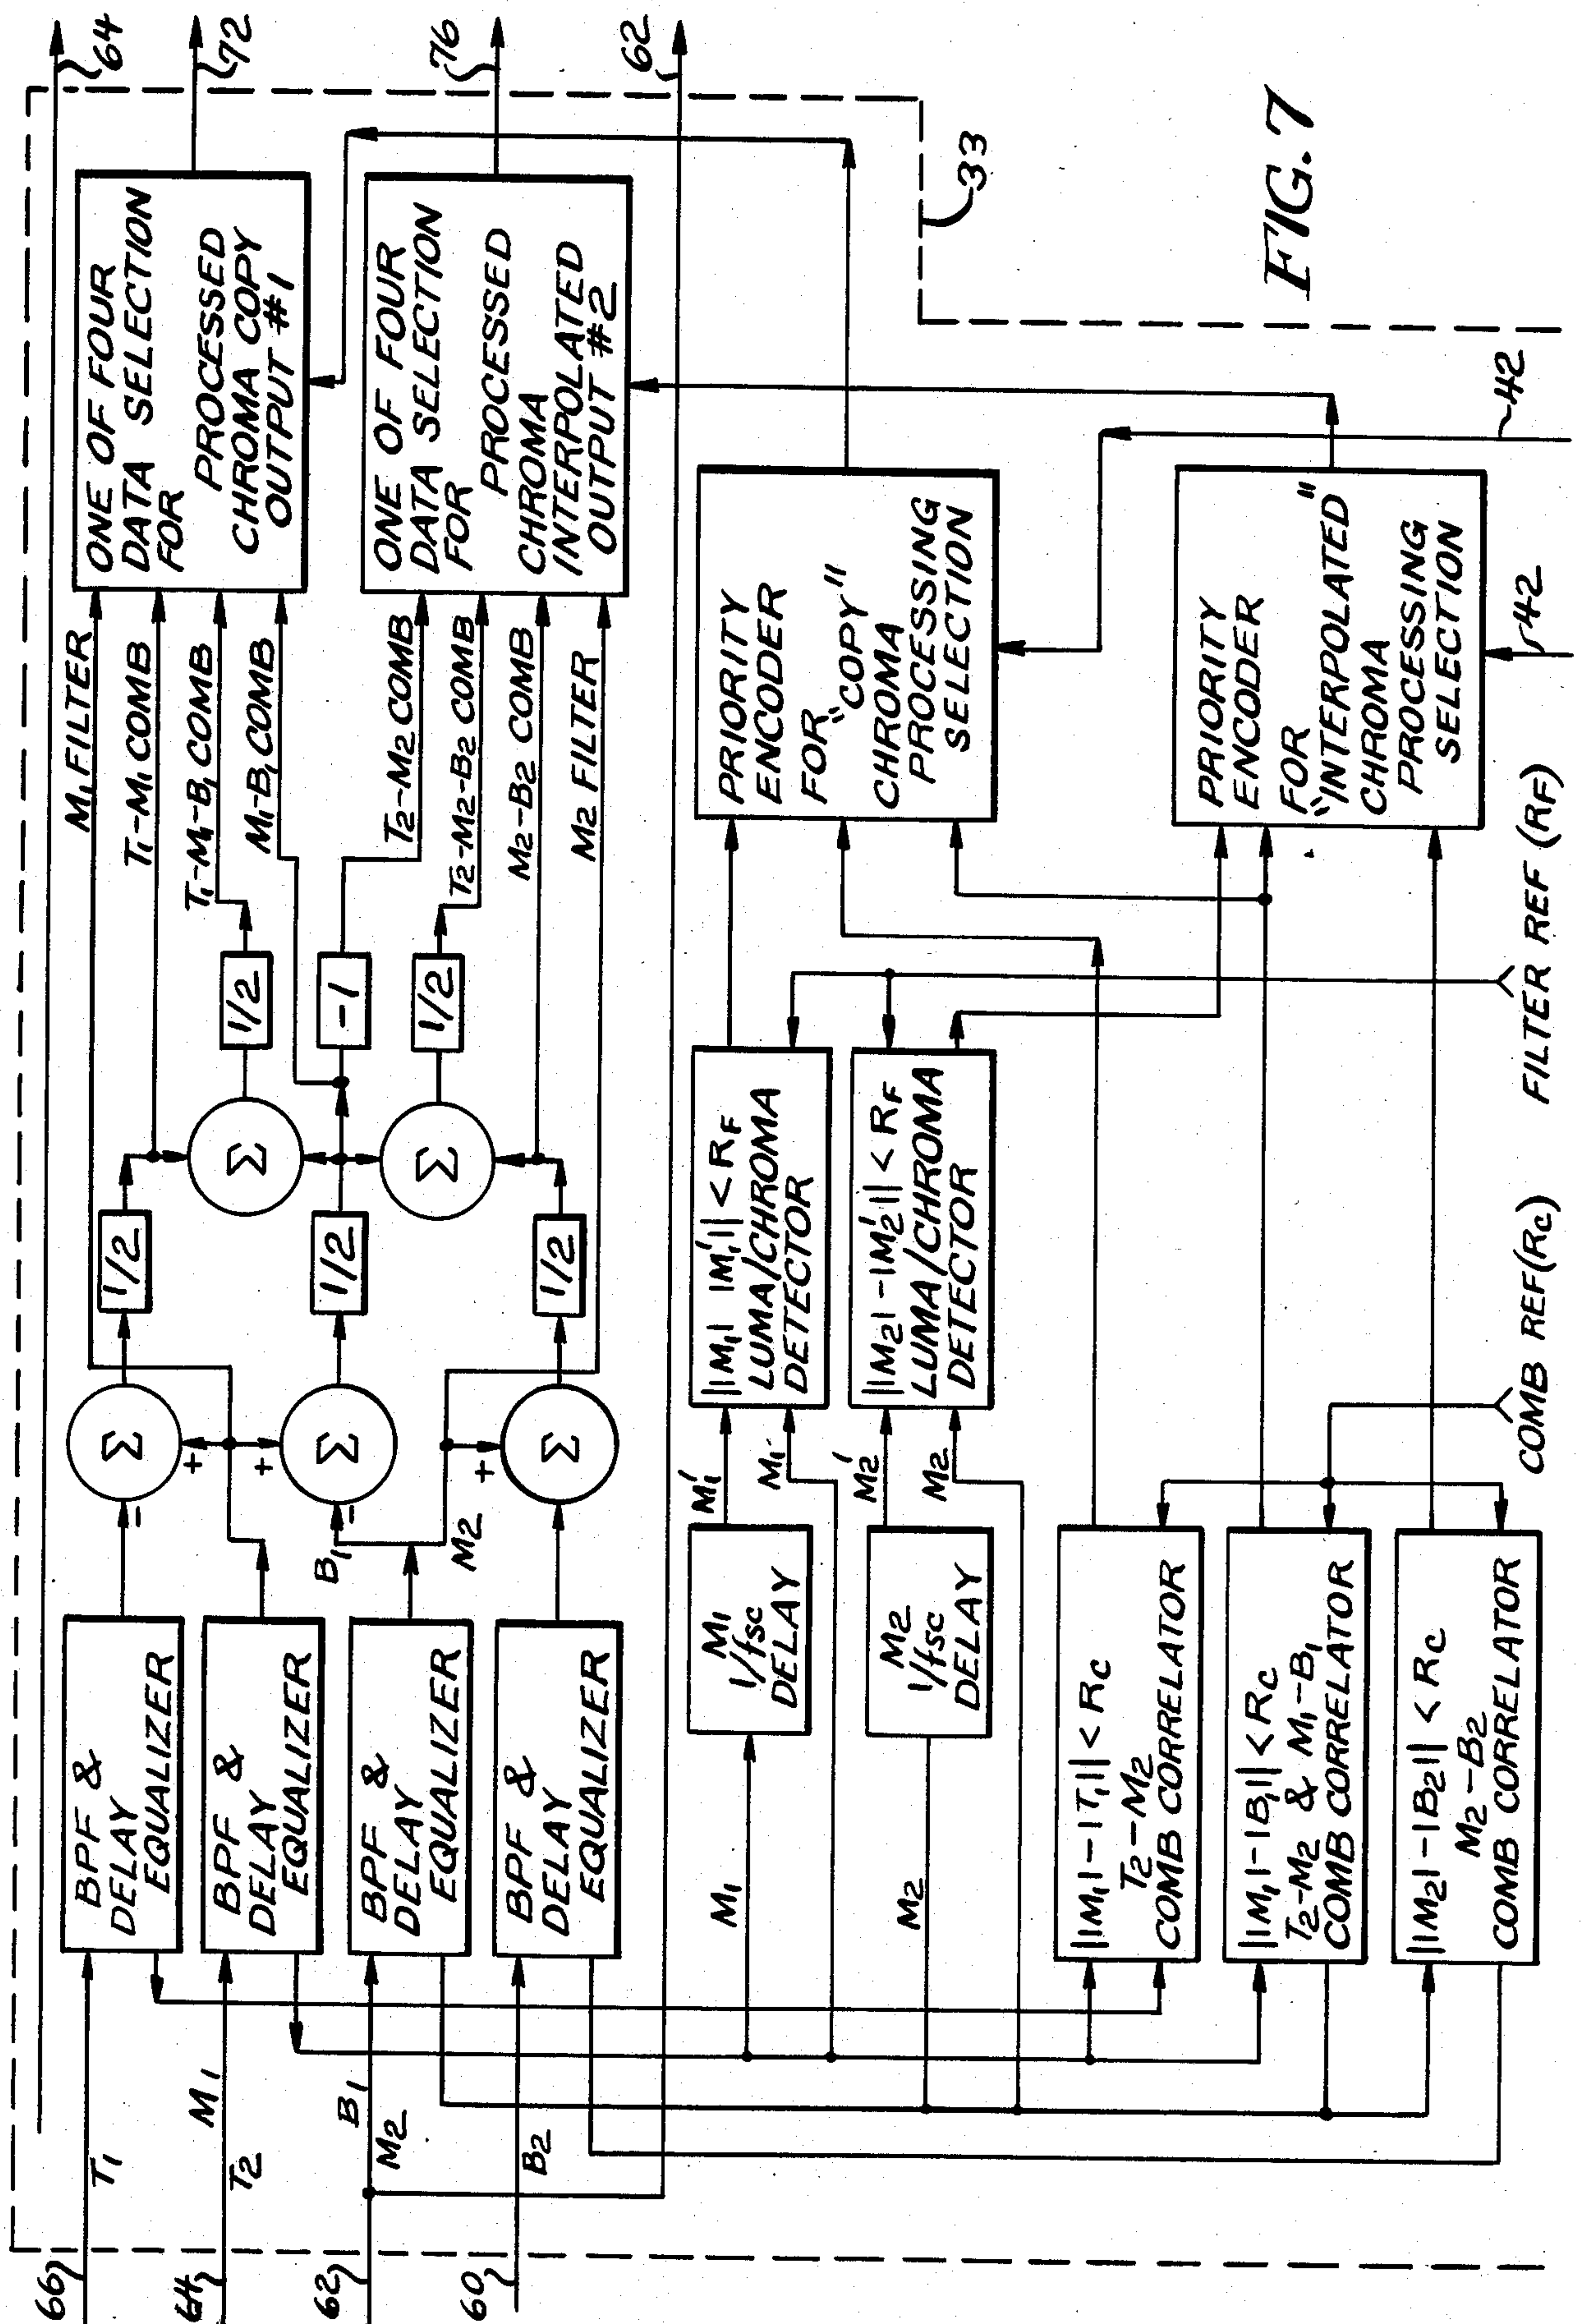 66
T1
64
M1
T2
62
B1
M2
60
B2
BPF &
DELAY
EQUALIZER
BPF &
DELAY
EQUALIZER
BPF &
DELAY
EQUALIZER
BPF &
DELAY
EQUALIZER
Σ
-
+
+
Σ
-
B1
M2
+
Σ
1/2
1/2
1/2
Σ
Σ
1/2
-1
1/2
M1 FILTER
T1-M1 COMB
T1-M1-B1 COMB
M1-B1 COMB
T2-M2 COMB
T2-M2-B2 COMB
M2-B2 COMB
M2 FILTER
ONE OF FOUR
DATA SELECTION
FOR
PROCESSED
CHROMA COPY
OUTPUT #1
ONE OF FOUR
DATA SELECTION
FOR
PROCESSED
CHROMA
INTERPOLATED
OUTPUT #2
64
72
76
62
33
M1
M2
M1
1/fsc
DELAY
M2
1/fsc
DELAY
M1'
M1
M2'
M2
||M1| |M1'|| < RF
LUMA/CHROMA
DETECTOR
||M2|-|M2'|| < RF
LUMA/CHROMA
DETECTOR
||M1|-|T1|| < Rc
T2-M2
COMB CORRELATOR
||M1|-|B1|| < Rc
T2-M2 & M1-B1
COMB CORRELATOR
||M2|-|B2|| < Rc
M2-B2
COMB CORRELATOR
PRIORITY
ENCODER
FOR "COPY"
CHROMA
PROCESSING
SELECTION
PRIORITY
ENCODER
FOR
"INTERPOLATED"
CHROMA
PROCESSING
SELECTION
COMB REF(Rc)
FILTER REF (RF)
42
42
FIG. 7